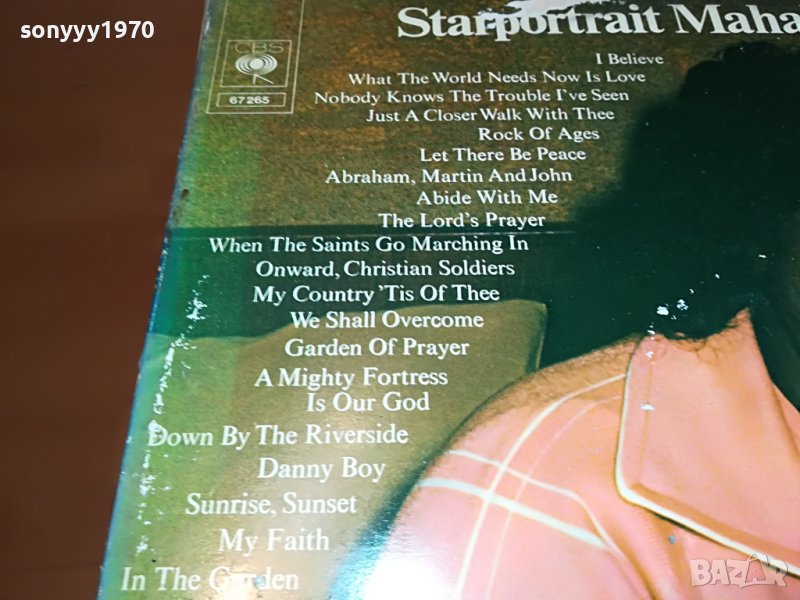 sonyyy1970
Starportrait Maha
CBS
67265
I Believe
What The World Needs Now Is Love
Nobody Knows The Trouble I've Seen
Just A Closer Walk With Thee
Rock Of Ages
Let There Be Peace
Abraham, Martin And John
Abide With Me
The Lord's Prayer
When The Saints Go Marching In
Onward, Christian Soldiers
My Country 'Tis Of Thee
We Shall Overcome
Garden Of Prayer
A Mighty Fortress
Is Our God
Down By The Riverside
Danny Boy
Sunrise, Sunset
My Faith
In The Garden
BAZAR